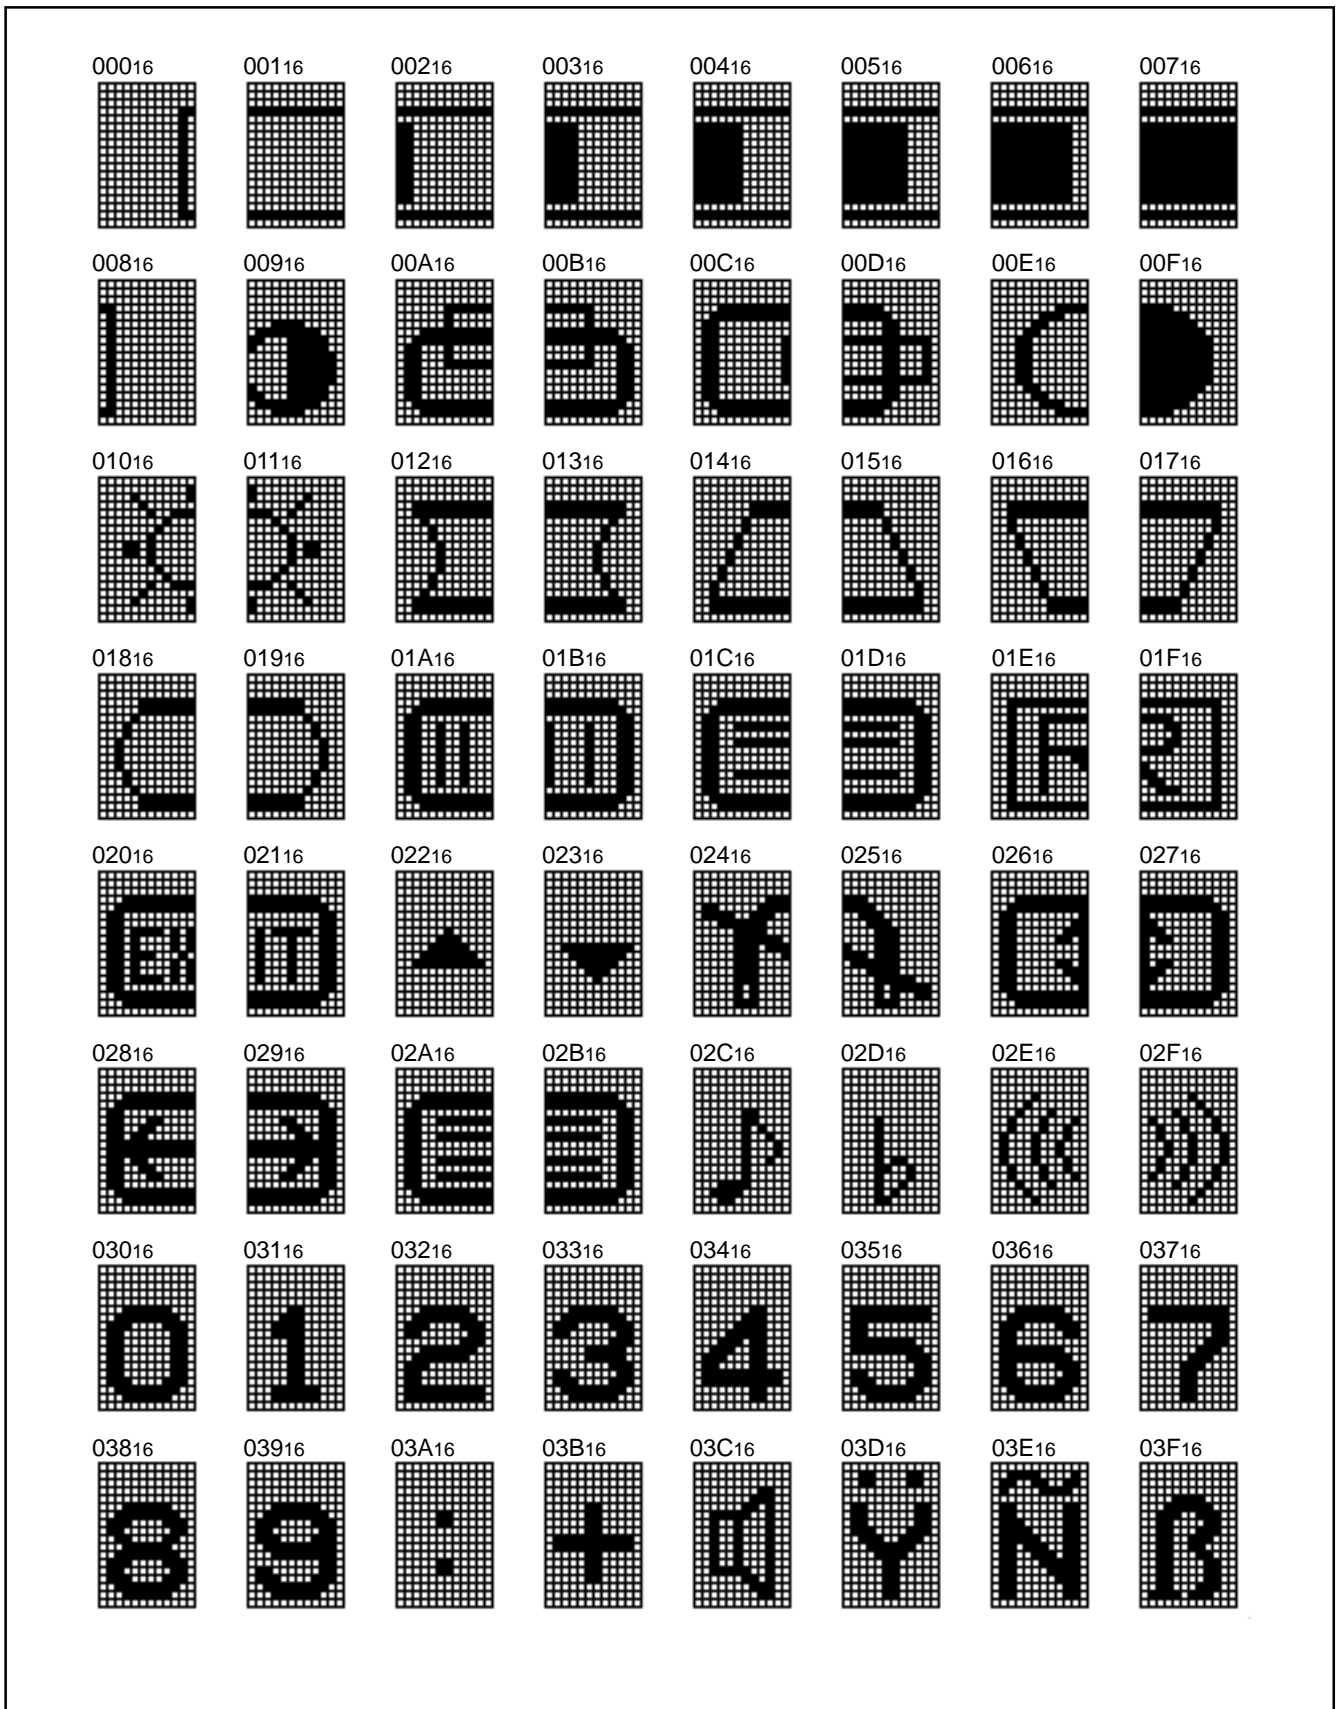 00016 00116 00216 00316 00416 00516 00616 00716
00816 00916 00A16 00B16 00C16 00D16 00E16 00F16
01016 01116 01216 01316 01416 01516 01616 01716
01816 01916 01A16 01B16 01C16 01D16 01E16 01F16
R
02016 02116 02216 02316 02416 02516 02616 02716
EXIT
02816 02916 02A16 02B16 02C16 02D16 02E16 02F16
03016 03116 03216 03316 03416 03516 03616 03716
0 1 2 3 4 5 6 7
03816 03916 03A16 03B16 03C16 03D16 03E16 03F16
8 9 : + Ÿ Ñ ß